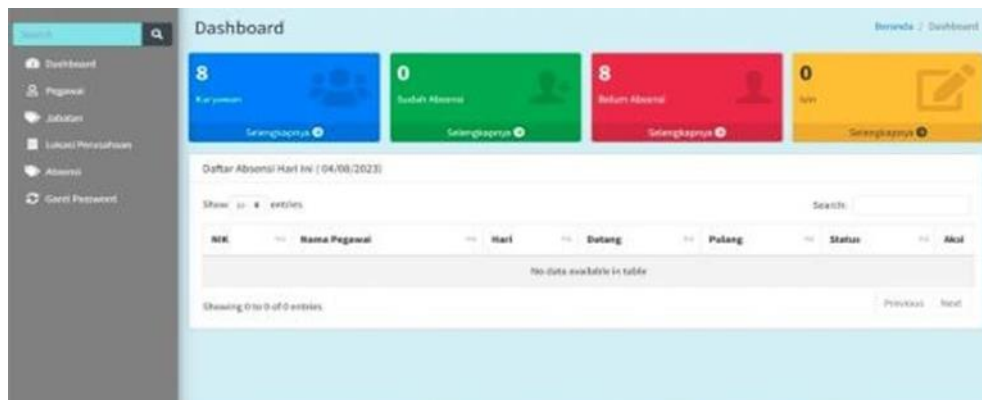 Search
Dashboard
Pegawai
Jabatan
Lokasi Perusahaan
Absensi
Ganti Password
Dashboard
Beranda / Dashboard
8
Karyawan
Selengkapnya
0
Sudah Absensi
Selengkapnya
8
Belum Absensi
Selengkapnya
0
Izin
Selengkapnya
Daftar Absensi Hari Ini ( 04/08/2023)
Show 10 entries
Search:
NIK Nama Pegawai Hari Datang Pulang Status Aksi
No data available in table
Showing 0 to 0 of 0 entries
Previous Next